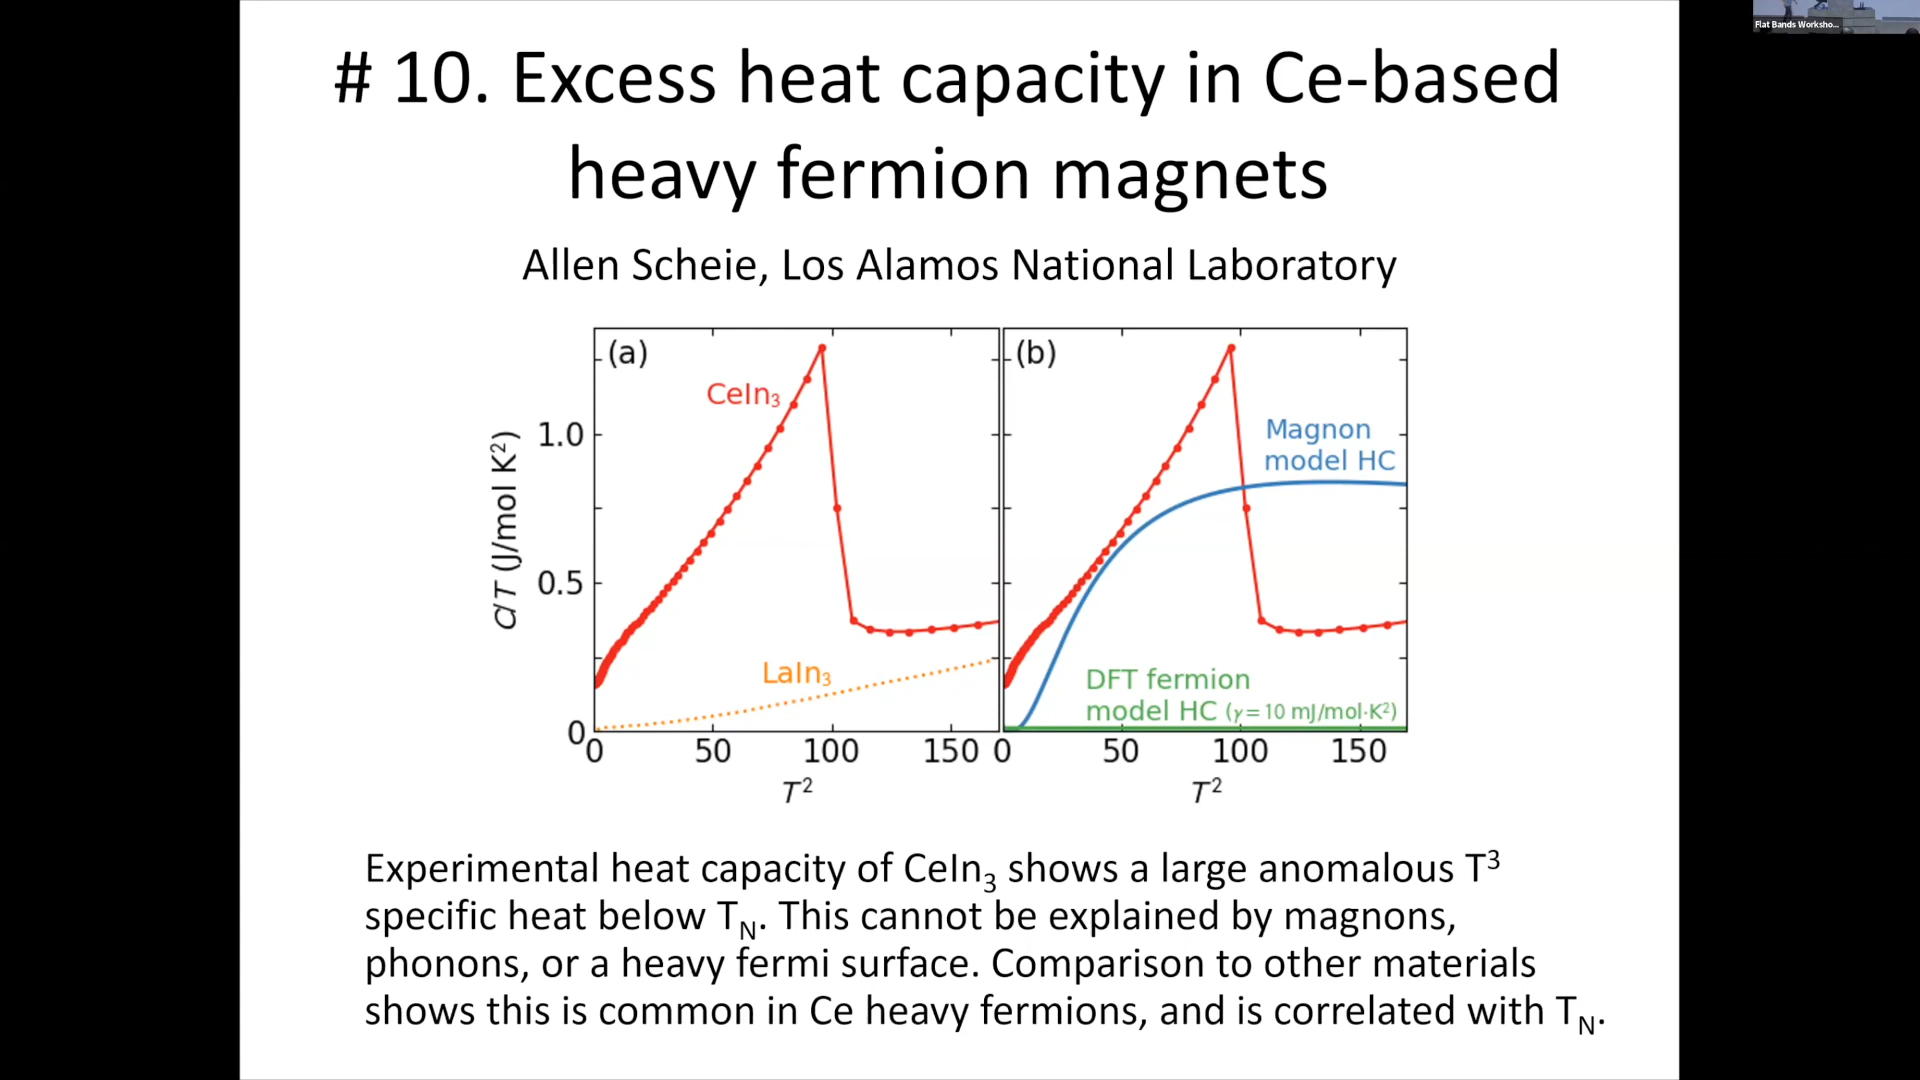 Flat Bands Worksho...
# 10. Excess heat capacity in Ce-based
heavy fermion magnets
Allen Scheie, Los Alamos National Laboratory
(a)
CeIn₃
LaIn₃
C/T (J/mol K²)
1.0
0.5
0
0
50
100
150
T²
(b)
Magnon
model HC
DFT fermion
model HC (γ= 10 mJ/mol·K²)
0
50
100
150
T²
Experimental heat capacity of CeIn₃ shows a large anomalous T³
specific heat below T_N. This cannot be explained by magnons,
phonons, or a heavy fermi surface. Comparison to other materials
shows this is common in Ce heavy fermions, and is correlated with T_N.